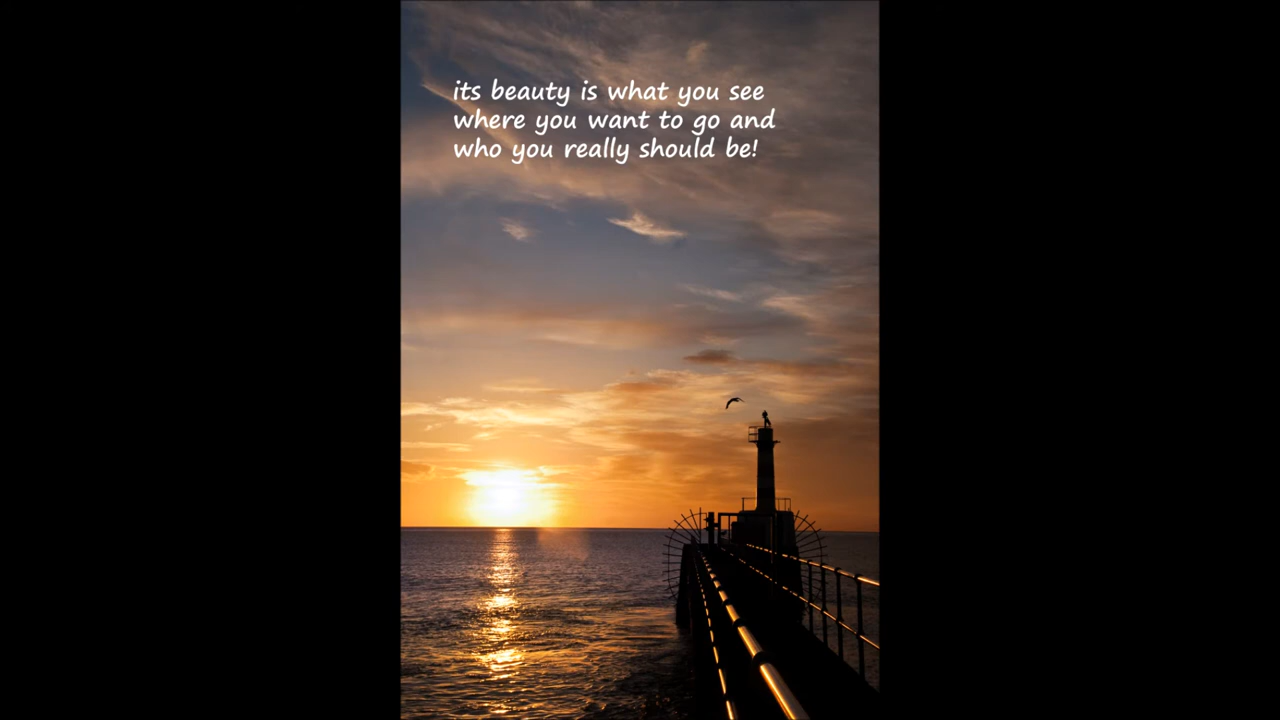 its beauty is what you see
where you want to go and
who you really should be!